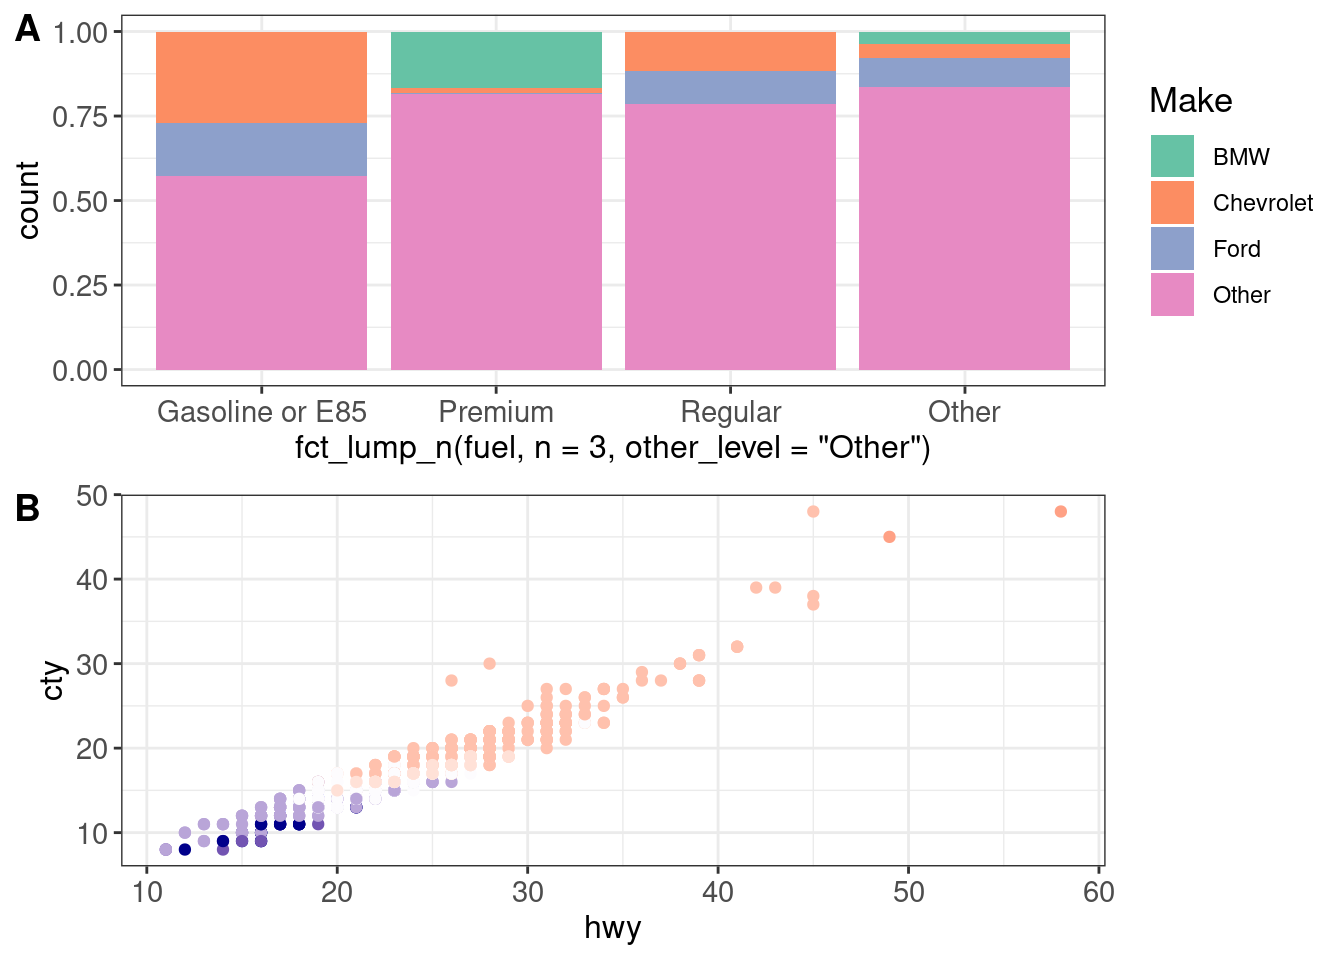 A
1.00
0.75
0.50
0.25
0.00
count
Gasoline or E85 Premium Regular Other
fct_lump_n(fuel, n = 3, other_level = "Other")
Make
BMW
Chevrolet
Ford
Other
B
50
40
30
20
10
cty
10 20 30 40 50 60
hwy